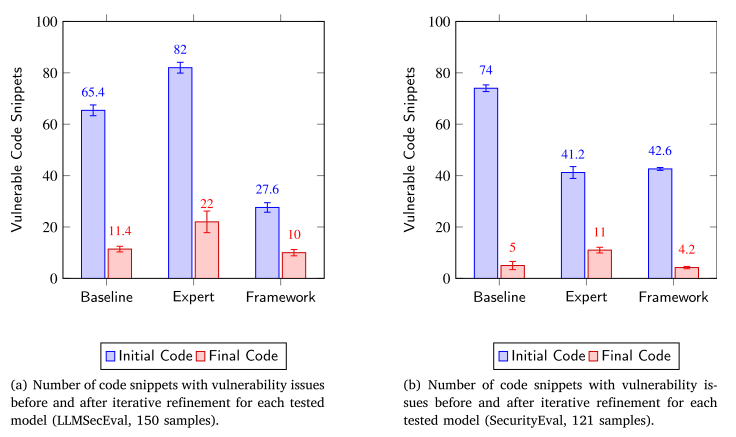 100
80
60
40
20
0
Vulnerable Code Snippets
65.4
11.4
82
22
27.6
10
Baseline Expert Framework
Initial Code Final Code
(a) Number of code snippets with vulnerability issues
before and after iterative refinement for each tested
model (LLMSecEval, 150 samples).
100
80
60
40
20
0
Vulnerable Code Snippets
74
5
41.2
11
42.6
4.2
Baseline Expert Framework
Initial Code Final Code
(b) Number of code snippets with vulnerability is-
sues before and after iterative refinement for each
tested model (SecurityEval, 121 samples).